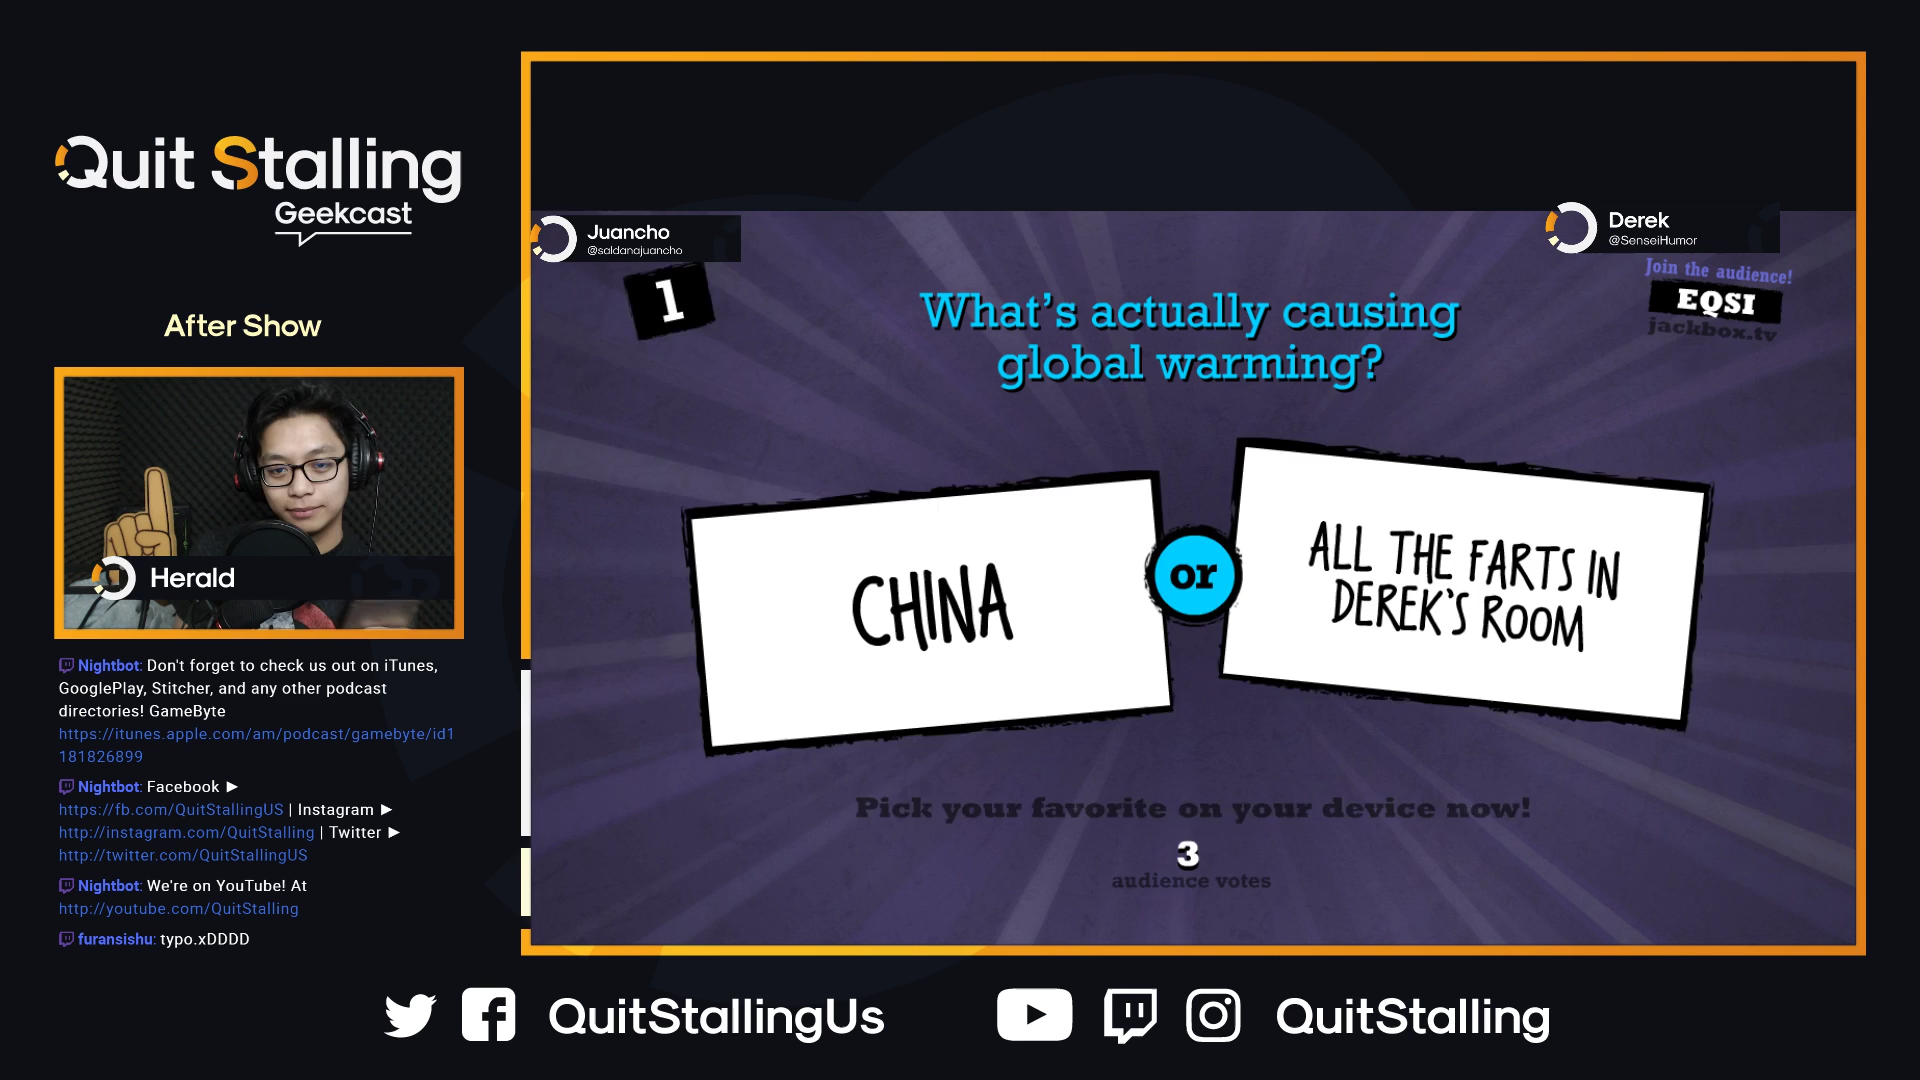 Quit Stalling
Geekcast
After Show
Herald
Nightbot: Don't forget to check us out on iTunes,
GooglePlay, Stitcher, and any other podcast
directories! GameByte
https://itunes.apple.com/am/podcast/gamebyte/id1
181826899
Nightbot: Facebook ►
https://fb.com/QuitStallingUS | Instagram ►
http://instagram.com/QuitStalling | Twitter ►
http://twitter.com/QuitStallingUS
Nightbot: We're on YouTube! At
http://youtube.com/QuitStalling
furansishu: typo.xDDDD
Juancho
@saldanajuancho
Derek
@SenseiHumor
Join the audience!
EQSI
jackbox.tv
1
What's actually causing
global warming?
CHINA
or
ALL THE FARTS IN
DEREK'S ROOM
Pick your favorite on your device now!
3
audience votes
QuitStallingUs
QuitStalling